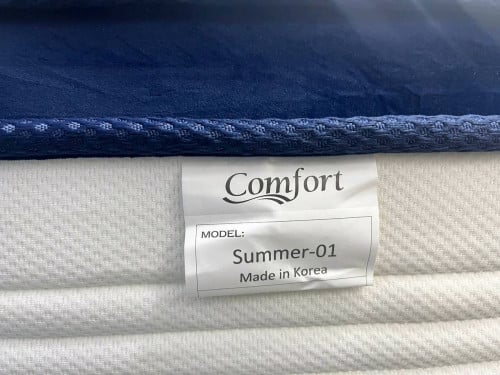 Comfort
MODEL:
Summer-01
Made in Korea